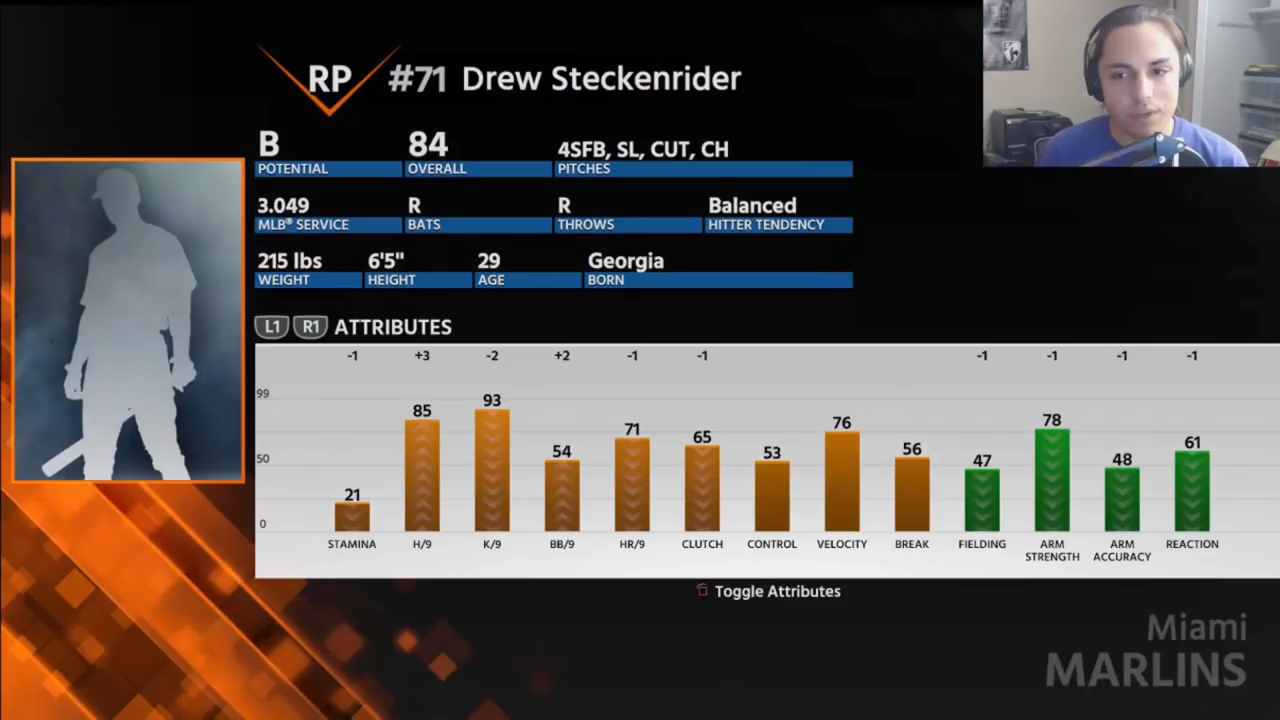 RP #71 Drew Steckenrider
B 84 4SFB, SL, CUT, CH
POTENTIAL OVERALL PITCHES
3.049 R R Balanced
MLB® SERVICE BATS THROWS HITTER TENDENCY
215 lbs 6'5" 29 Georgia
WEIGHT HEIGHT AGE BORN
L1 R1 ATTRIBUTES
-1 +3 -2 +2 -1 -1 -1 -1 -1 -1
99
50
0
21 85 93 54 71 65 53 76 56 47 78 48 61
STAMINA H/9 K/9 BB/9 HR/9 CLUTCH CONTROL VELOCITY BREAK FIELDING ARM STRENGTH ARM ACCURACY REACTION
Toggle Attributes
Miami
MARLINS